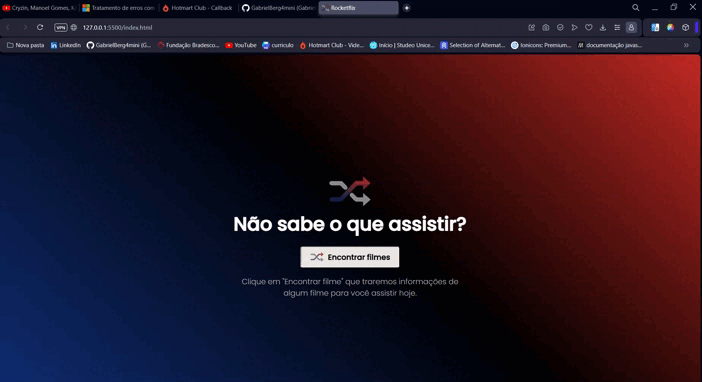 Cryzin, Manoel Gomes, X
Tratamento de erros com
Hotmart Club - Callback
GabrielBerg4mini (Gabri
Rocketflix
VPN
127.0.0.1:5500/index.html
Nova pasta
LinkedIn
GabrielBerg4mini (G...
Fundação Bradesco...
YouTube
curriculo
Hotmart Club - Vide...
Início | Studeo Unice...
Selection of Alternat...
Ionicons: Premium...
documentação javas...
Não sabe o que assistir?
Encontrar filmes
Clique em "Encontrar filme" que traremos informações de
algum filme para você assistir hoje.